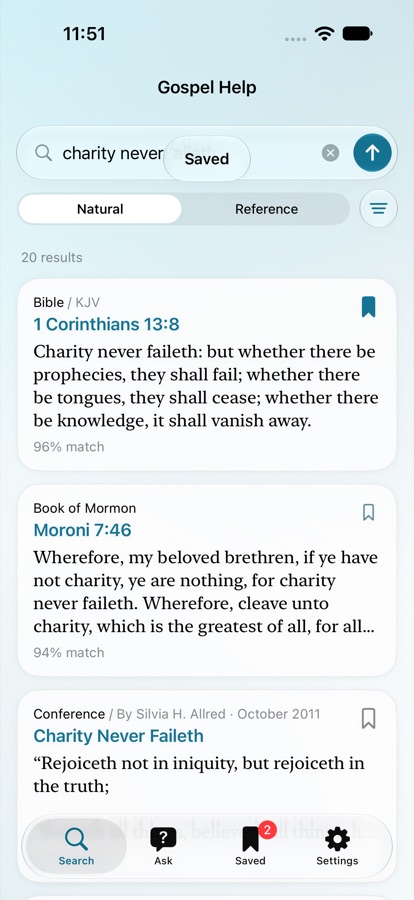 11:51
Gospel Help
charity never
Saved
Natural
Reference
20 results
Bible / KJV
1 Corinthians 13:8
Charity never faileth: but whether there be
prophecies, they shall fail; whether there
be tongues, they shall cease; whether there
be knowledge, it shall vanish away.
96% match
Book of Mormon
Moroni 7:46
Wherefore, my beloved brethren, if ye have
not charity, ye are nothing, for charity
never faileth. Wherefore, cleave unto
charity, which is the greatest of all, for all...
94% match
Conference / By Silvia H. Allred · October 2011
Charity Never Faileth
“Rejoiceth not in iniquity, but rejoiceth in
the truth;
Search
Ask
Saved
2
Settings